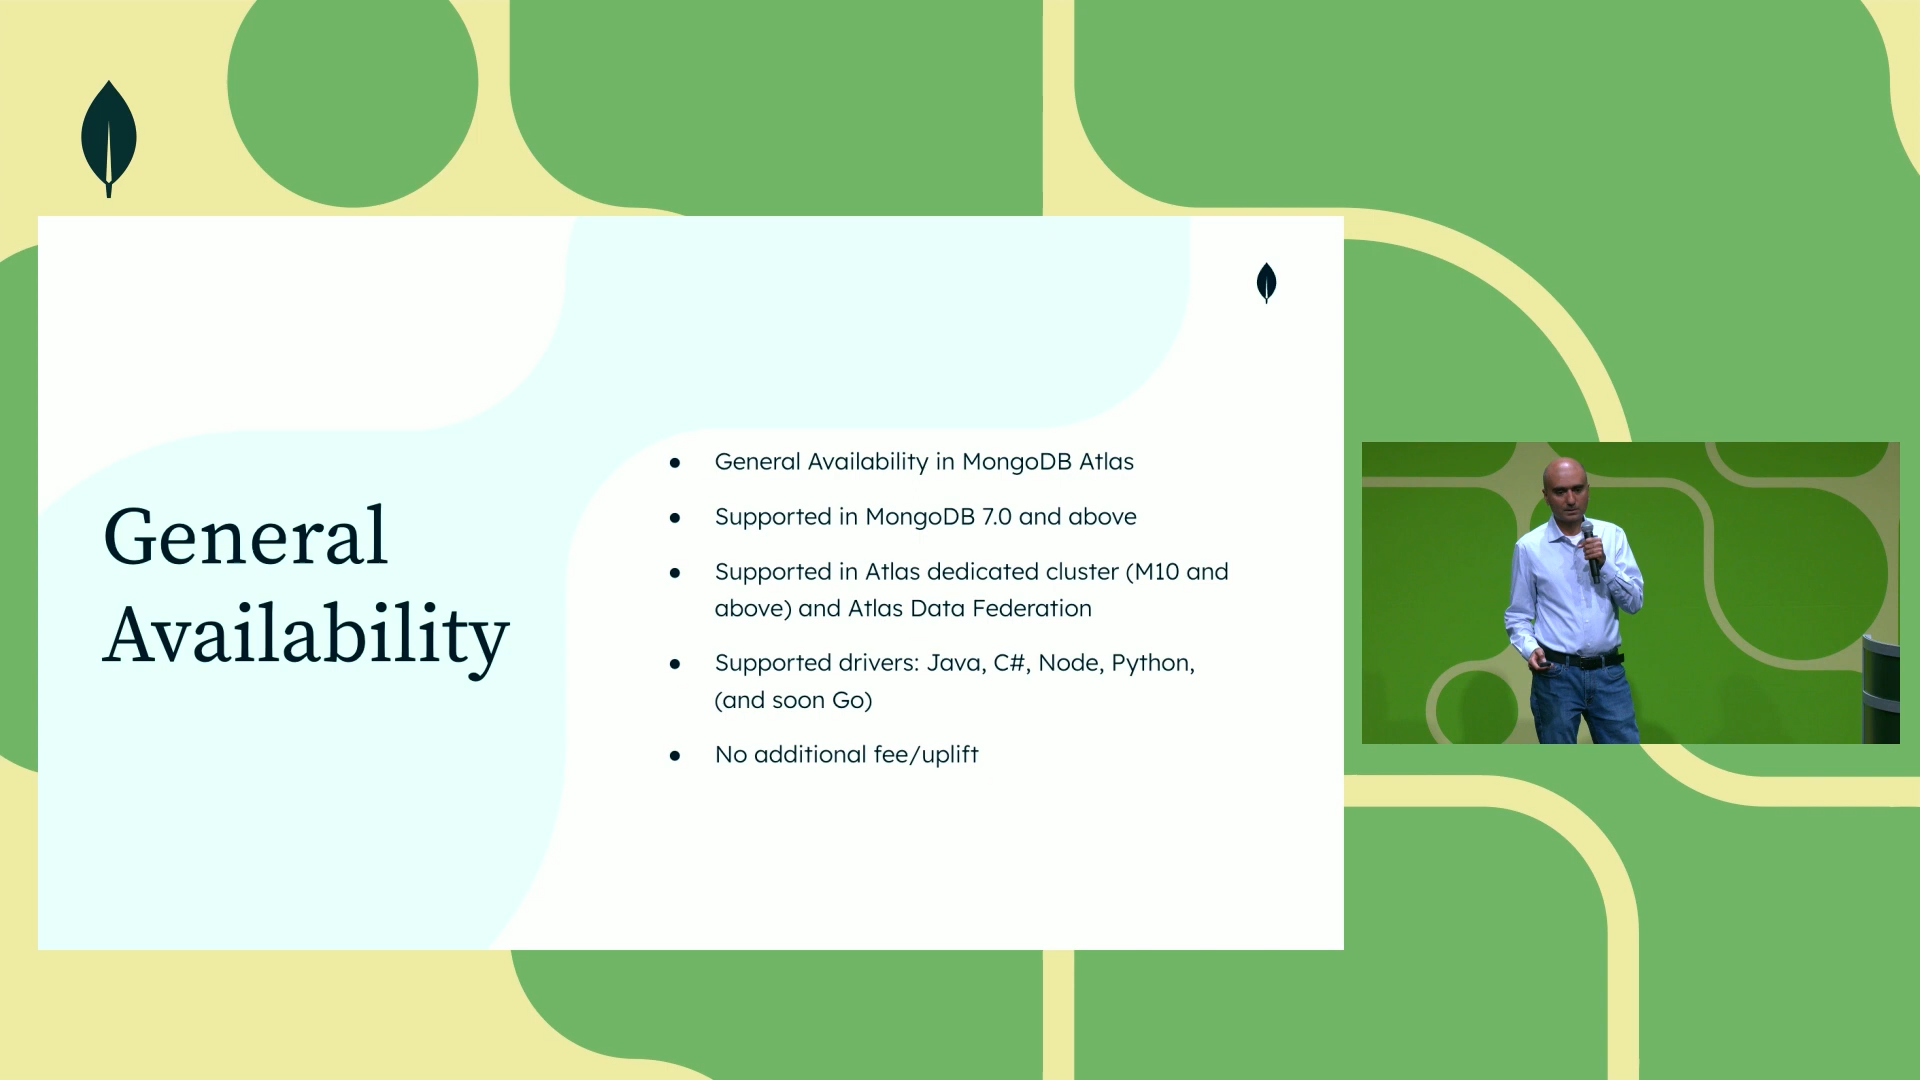 General
Availability
● General Availability in MongoDB Atlas
● Supported in MongoDB 7.0 and above
● Supported in Atlas dedicated cluster (M10 and
above) and Atlas Data Federation
● Supported drivers: Java, C#, Node, Python,
(and soon Go)
● No additional fee/uplift